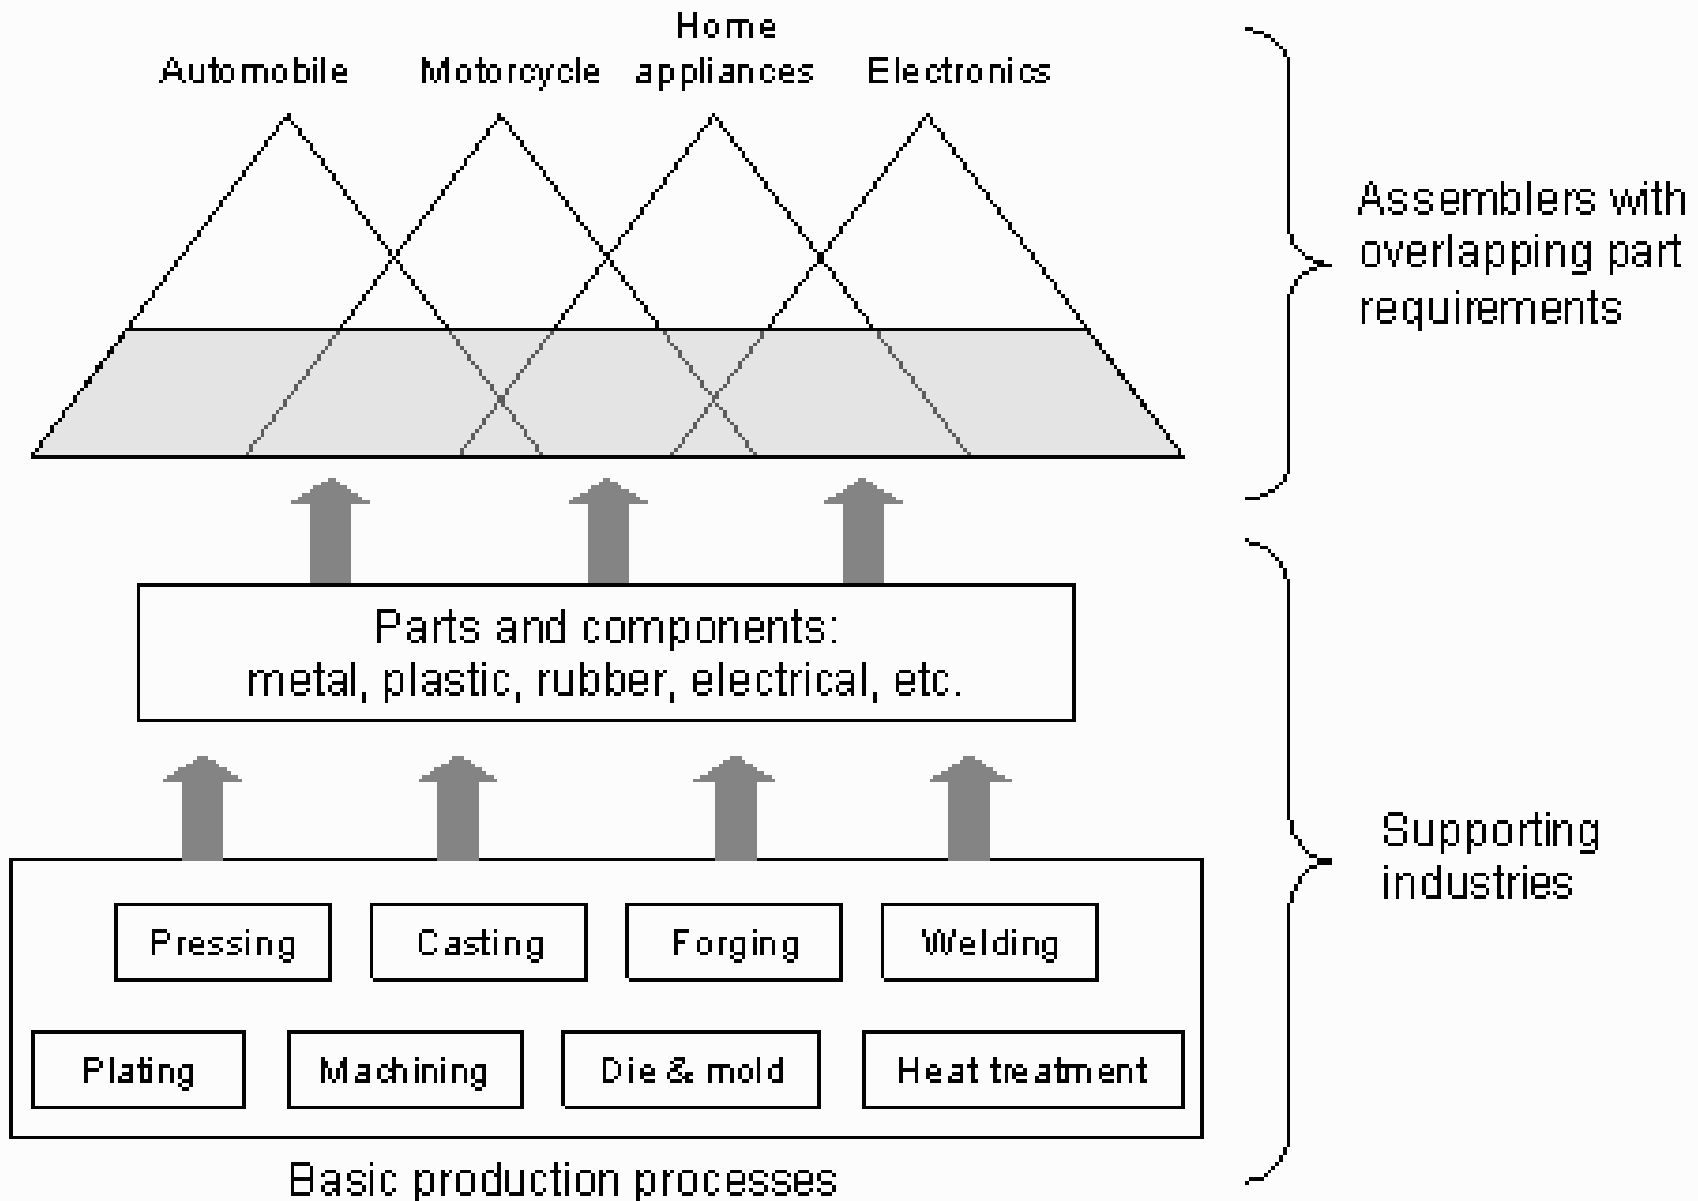 Home
Automobile Motorcycle appliances Electronics
Assemblers with
overlapping part
requirements
Parts and components:
metal, plastic, rubber, electrical, etc.
Supporting
industries
Pressing Casting Forging Welding
Plating Machining Die & mold Heat treatment
Basic production processes